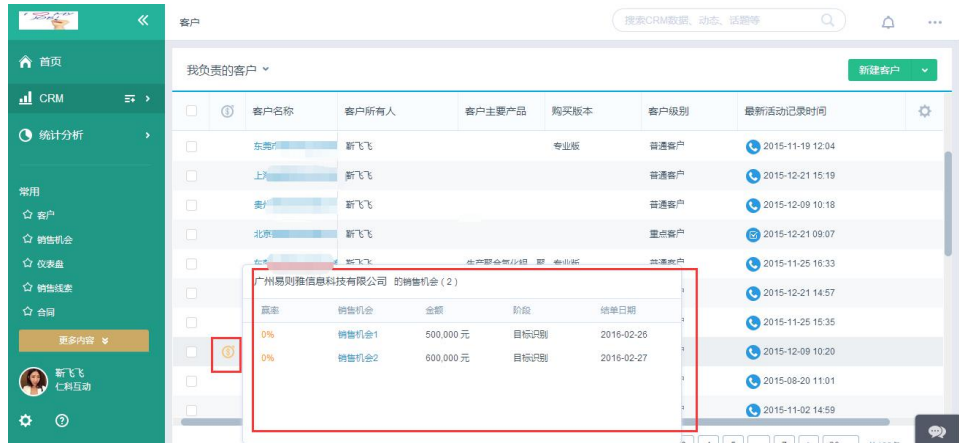 客户
搜索CRM数据、动态、话题等
首页
CRM
统计分析
常用
客户
销售机会
仪表盘
销售线索
合同
更多内容
靳飞飞
仁科互动
我负责的客户
新建客户
客户名称 客户所有人 客户主要产品 购买版本 客户级别 最新活动记录时间
靳飞飞 专业版 普通客户 2015-11-19 12:04
上 靳飞飞 普通客户 2015-12-21 15:19
靳飞飞 普通客户 2015-12-09 10:18
北京 靳飞飞 重点客户 2015-12-21 09:07
2015-11-25 16:33
2015-12-21 14:57
2015-11-25 15:35
2015-12-09 10:20
2015-08-20 11:01
2015-11-02 14:59
广州易则雅信息科技有限公司 的销售机会 ( 2 )
赢率 销售机会 金额 阶段 结单日期
0% 销售机会1 500,000 元 目标识别 2016-02-26
0% 销售机会2 600,000 元 目标识别 2016-02-27